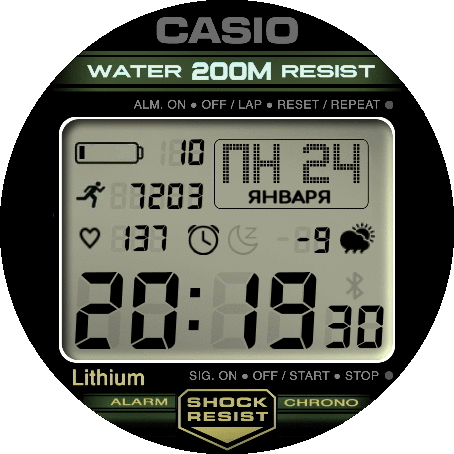 CASIO
WATER 200M RESIST
ALM. ON ● OFF / LAP ● RESET / REPEAT ●
10 ПН 24
7203 ЯНВАРЯ
137 -9
20:19 30
Lithium SIG. ON ● OFF / START ● STOP ●
ALARM SHOCK RESIST CHRONO